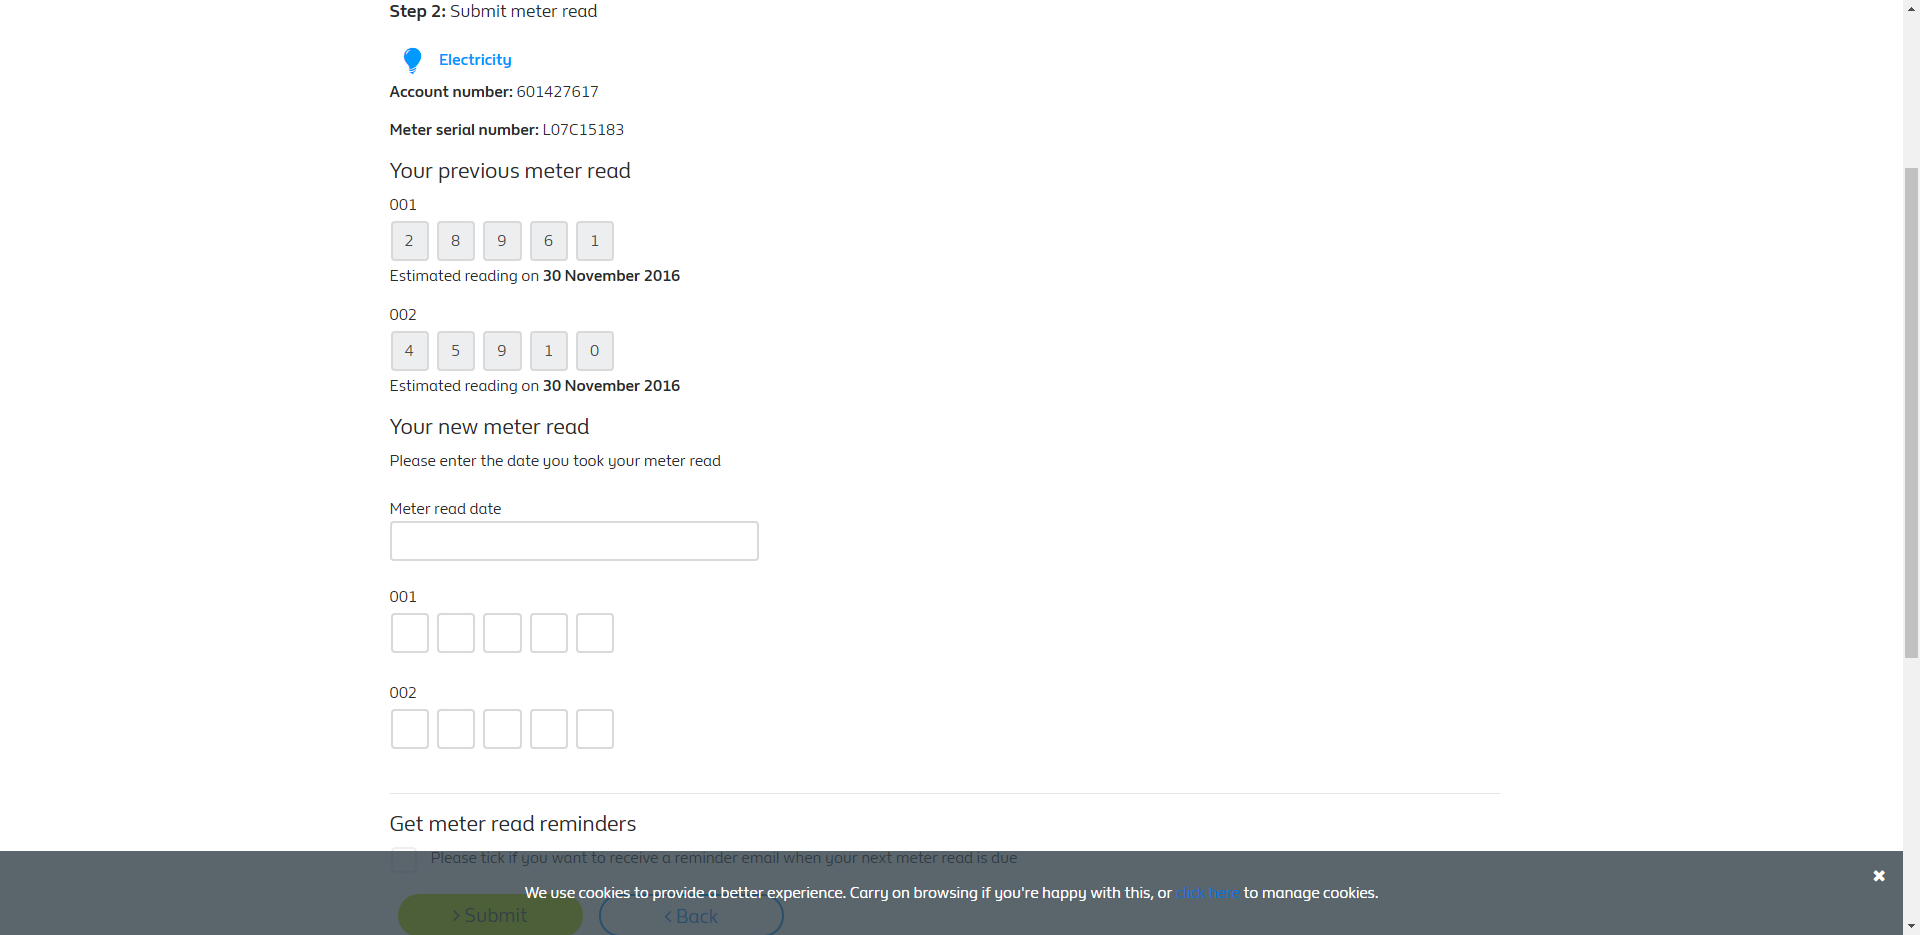 Step 2: Submit meter read
Electricity
Account number: 601427617
Meter serial number: L07C15183
Your previous meter read
001
2 8 9 6 1
Estimated reading on 30 November 2016
002
4 5 9 1 0
Estimated reading on 30 November 2016
Your new meter read
Please enter the date you took your meter read
Meter read date
001
002
Get meter read reminders
Please tick if you want to receive a reminder email when your next meter read is due
We use cookies to provide a better experience. Carry on browsing if you're happy with this, or click here to manage cookies.
> Submit < Back